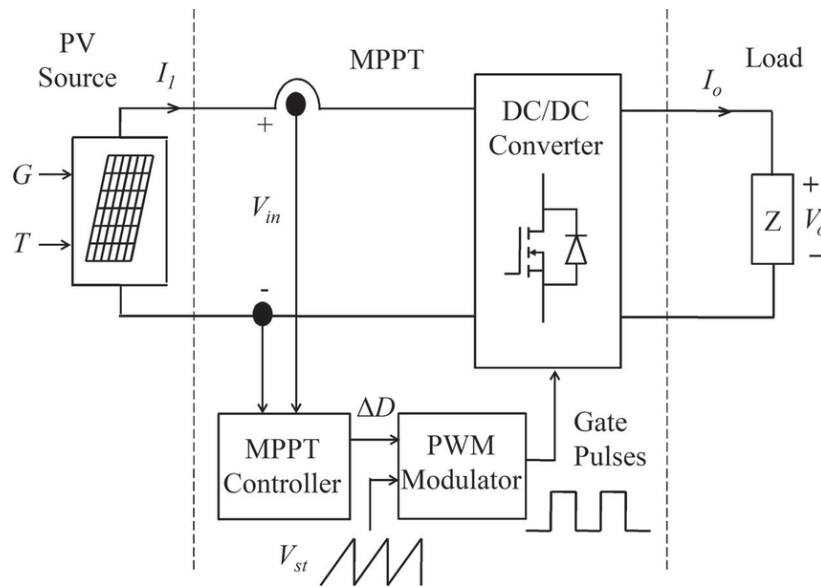 PV
Source
I1
MPPT
Load
Io
DC/DC
Converter
+
G
T
Vin
-
Z
+
Vo
−
ΔD
MPPT
Controller
PWM
Modulator
Gate
Pulses
Vst